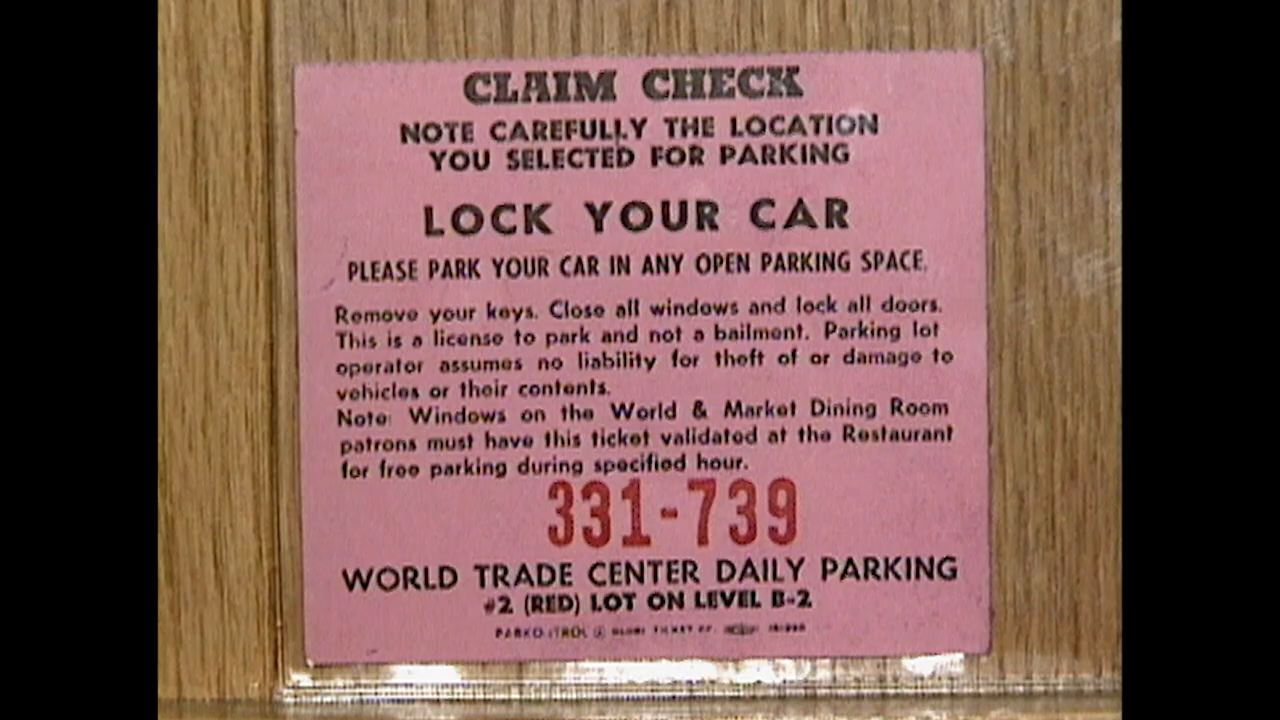 CLAIM CHECK
NOTE CAREFULLY THE LOCATION
YOU SELECTED FOR PARKING
LOCK YOUR CAR
PLEASE PARK YOUR CAR IN ANY OPEN PARKING SPACE.
Remove your keys. Close all windows and lock all doors.
This is a license to park and not a bailment. Parking lot
operator assumes no liability for theft of or damage to
vehicles or their contents.
Note: Windows on the World & Market Dining Room
patrons must have this ticket validated at the Restaurant
for free parking during specified hour.
331-739
WORLD TRADE CENTER DAILY PARKING
#2 (RED) LOT ON LEVEL B-2
GLOBE TICKET